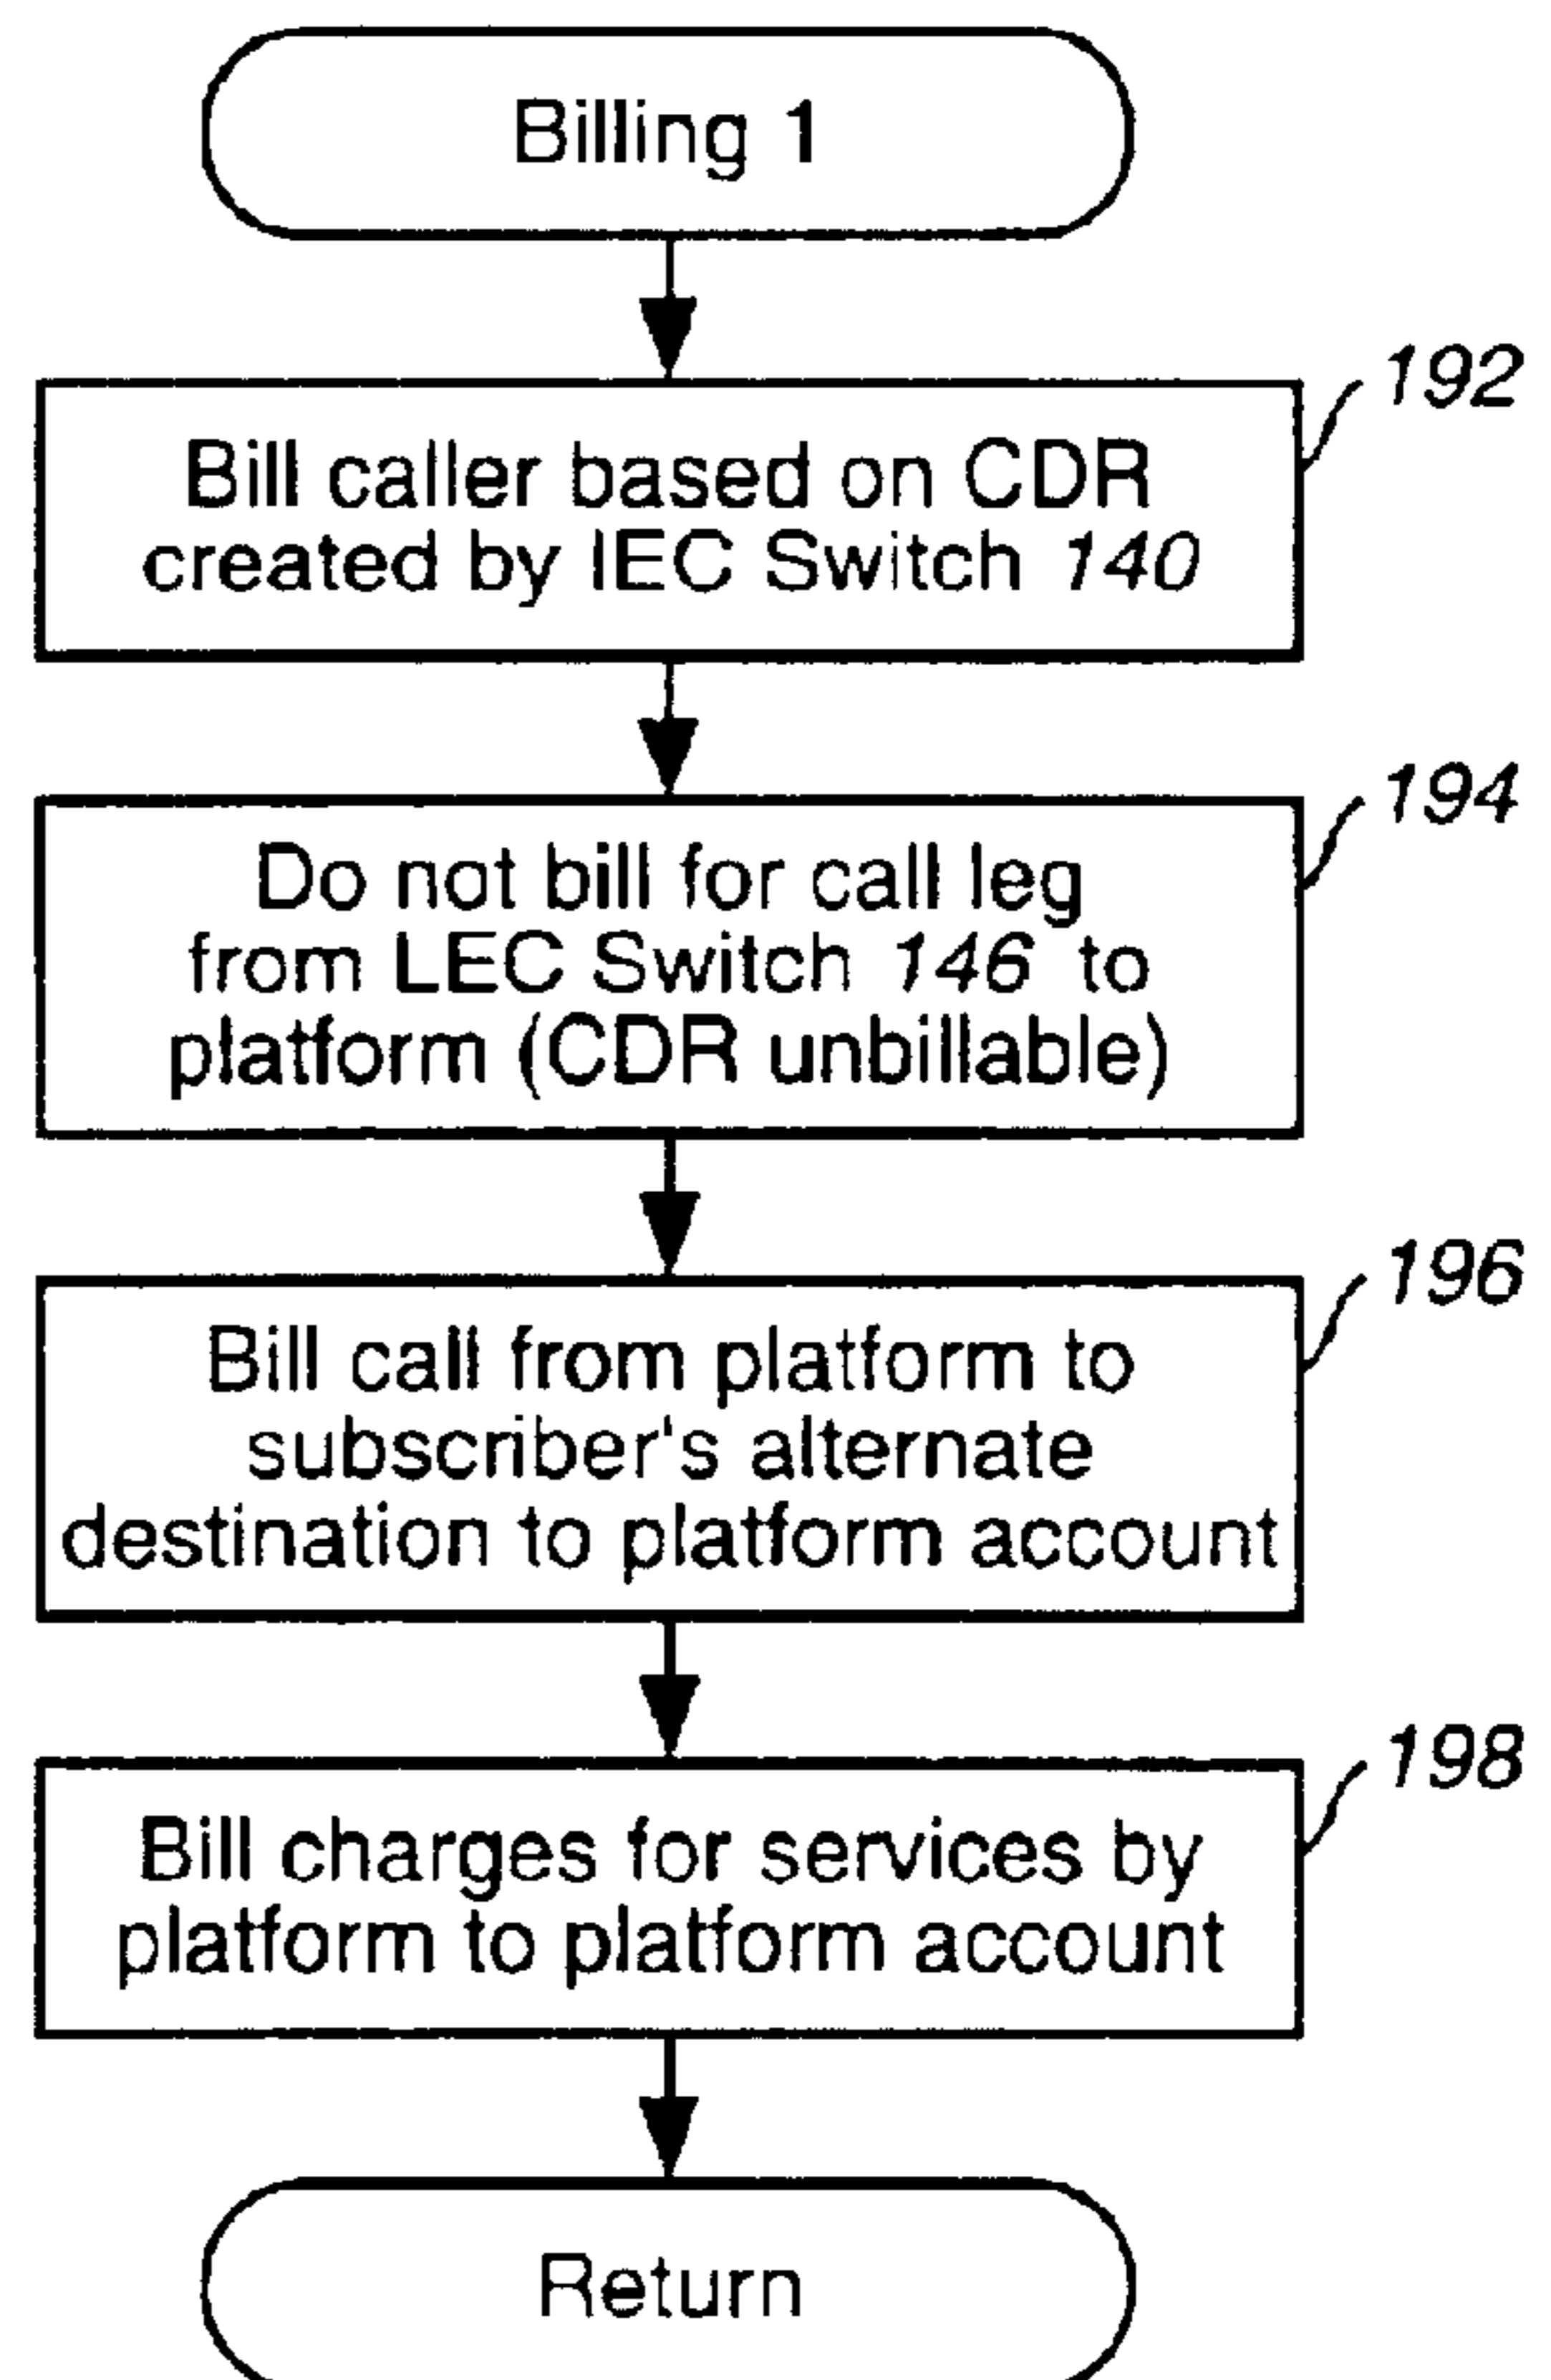 Billing 1
192
Bill caller based on CDR
created by IEC Switch 140
194
Do not bill for call leg
from LEC Switch 146 to
platform (CDR unbillable)
196
Bill call from platform to
subscriber's alternate
destination to platform account
198
Bill charges for services by
platform to platform account
Return